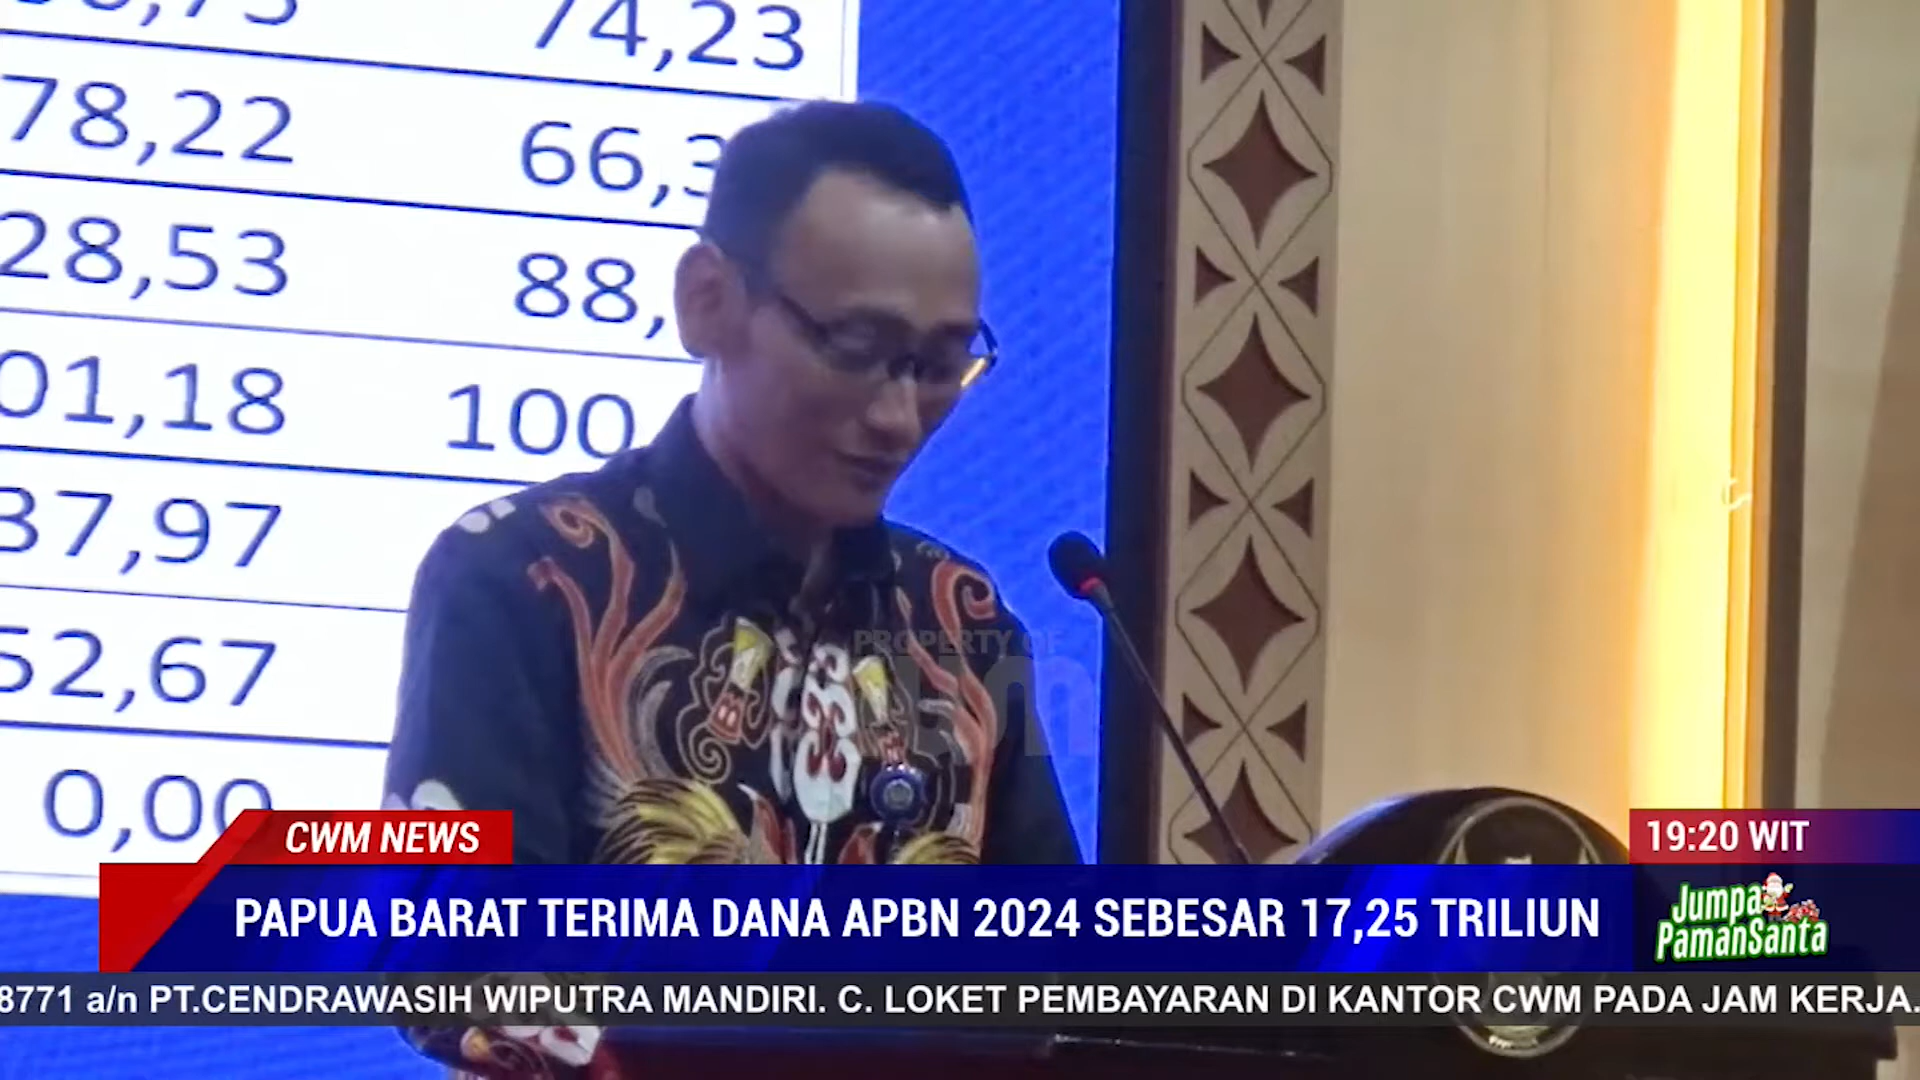 74,23
78,22
66,3
28,53
88,
01,18
100
37,97
52,67
0,00
PROPERTY OF
CWM NEWS
19:20 WIT
PAPUA BARAT TERIMA DANA APBN 2024 SEBESAR 17,25 TRILIUN
Jumpa
PamanSanta
8771 a/n PT.CENDRAWASIH WIPUTRA MANDIRI. C. LOKET PEMBAYARAN DI KANTOR CWM PADA JAM KERJA.